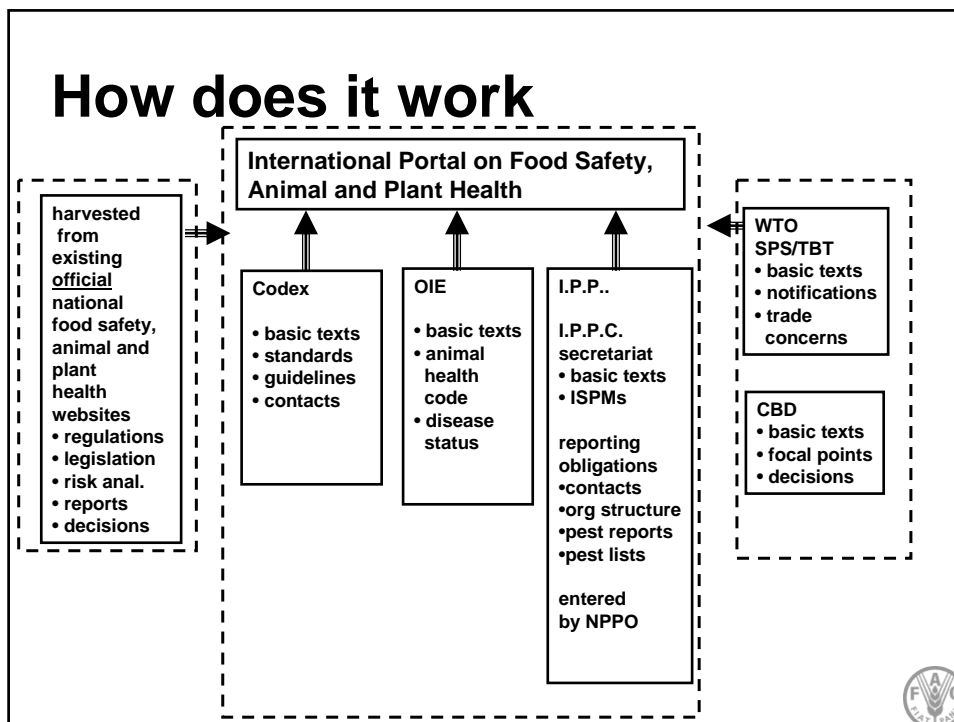 How does it work
International Portal on Food Safety,
Animal and Plant Health
harvested
from
existing
official
national
food safety,
animal and
plant
health
websites
• regulations
• legislation
• risk anal.
• reports
• decisions
Codex
• basic texts
• standards
• guidelines
• contacts
OIE
• basic texts
• animal
health
code
• disease
status
I.P.P..
I.P.P.C.
secretariat
• basic texts
• ISPMs
reporting
obligations
•contacts
•org structure
•pest reports
•pest lists
entered
by NPPO
WTO
SPS/TBT
• basic texts
• notifications
• trade
concerns
CBD
• basic texts
• focal points
• decisions
F A
FIAT